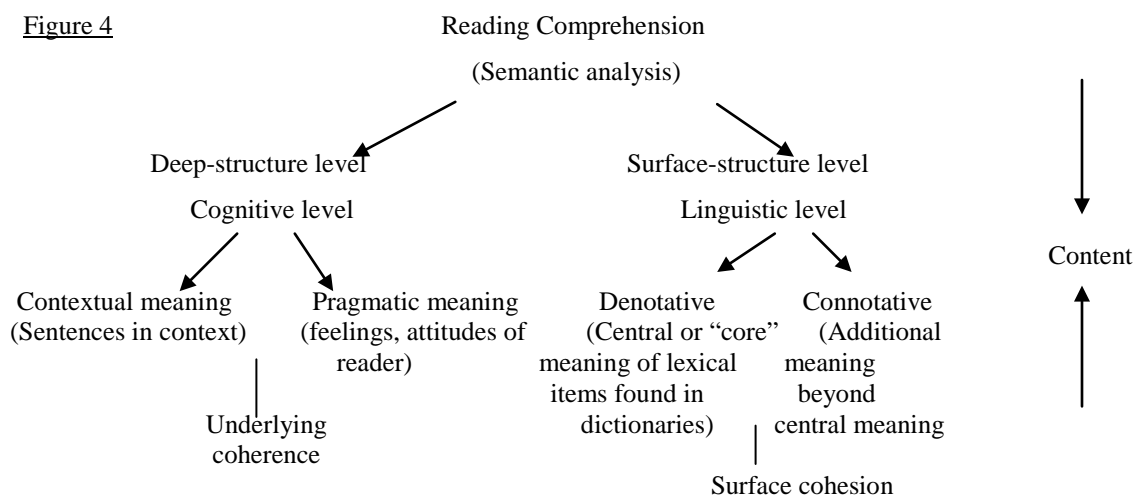 Figure 4
Reading Comprehension
(Semantic analysis)
Deep-structure level
Surface-structure level
Cognitive level
Linguistic level
Content
Contextual meaning
(Sentences in context)
Pragmatic meaning
(feelings, attitudes of
reader)
Denotative
(Central or “core”
meaning of lexical
items found in
dictionaries)
Connotative
(Additional
meaning
beyond
central meaning
Underlying
coherence
Surface cohesion